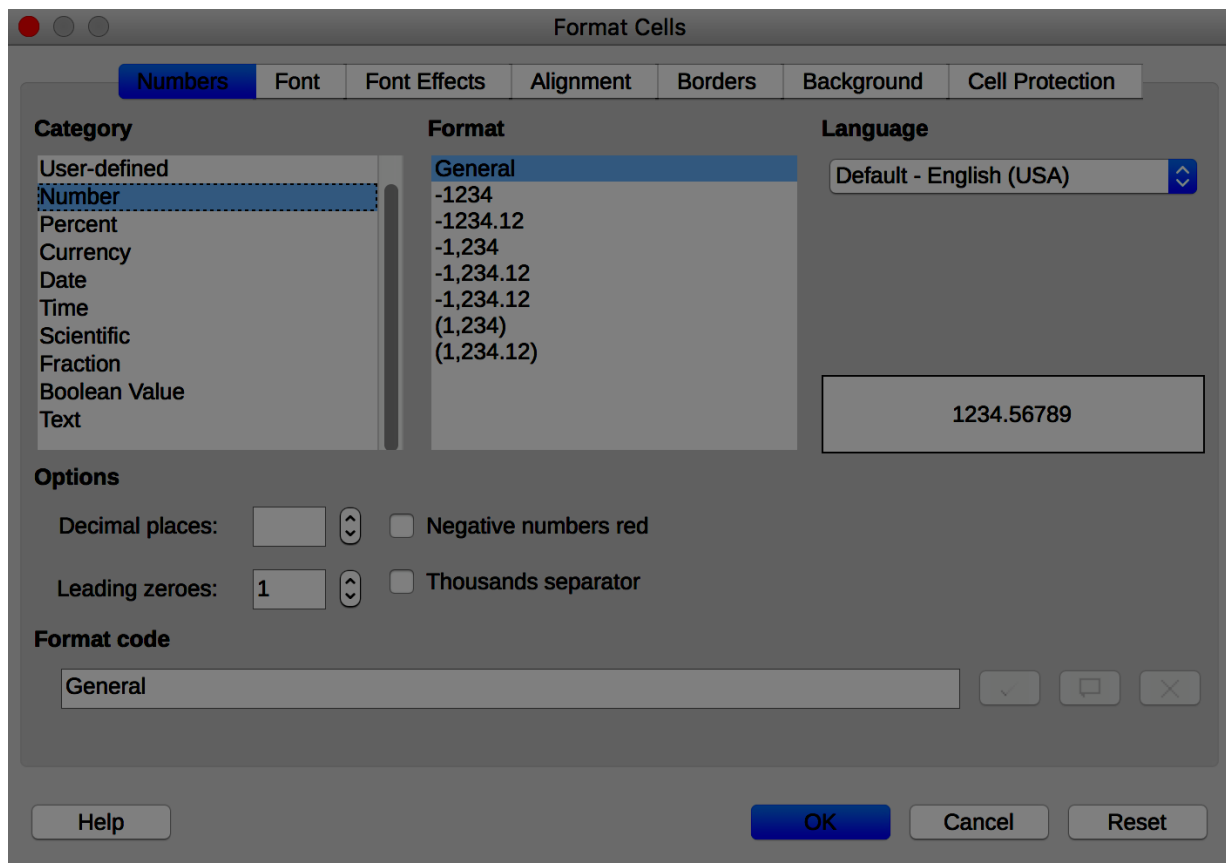 Format Cells
Numbers Font Font Effects Alignment Borders Background Cell Protection
Category
User-defined
Number
Percent
Currency
Date
Time
Scientific
Fraction
Boolean Value
Text
Format
General
-1234
-1234.12
-1,234
-1,234.12
-1,234.12
(1,234)
(1,234.12)
Language
Default - English (USA)
1234.56789
Options
Decimal places:
Negative numbers red
Leading zeroes: 1
Thousands separator
Format code
General
Help OK Cancel Reset